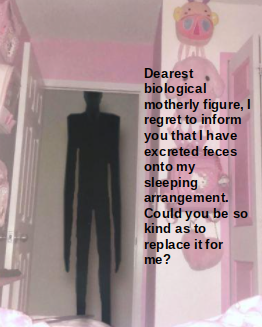 Dearest
biological
motherly figure, I
regret to inform
you that I have
excreted feces
onto my
sleeping
arrangement.
Could you be so
kind as to
replace it for
me?